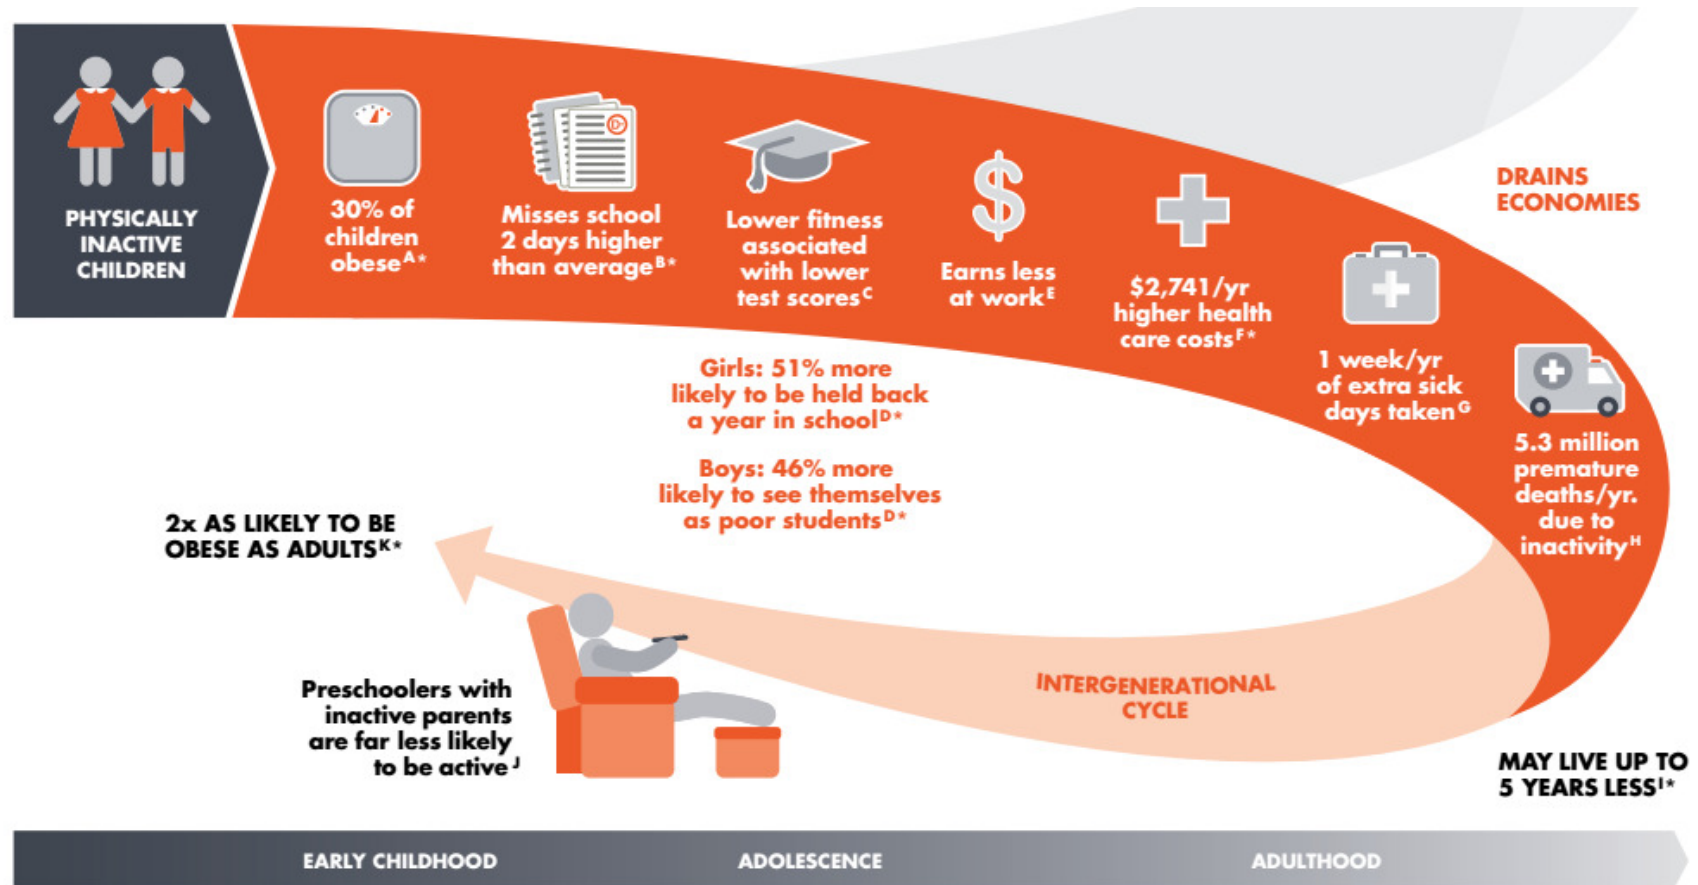 PHYSICALLY
INACTIVE
CHILDREN
30% of
children
obeseᴬ*
D-
Misses school
2 days higher
than averageᴮ*
Lower fitness
associated
with lower
test scoresᶜ
$
Earns less
at workᴱ
$2,741/yr
higher health
care costsꟳ*
1 week/yr
of extra sick
days takenᴳ
5.3 million
premature
deaths/yr.
due to
inactivityᴴ
DRAINS
ECONOMIES
Girls: 51% more
likely to be held back
a year in schoolᴰ*
Boys: 46% more
likely to see themselves
as poor studentsᴰ*
2x AS LIKELY TO BE
OBESE AS ADULTSᴷ*
Preschoolers with
inactive parents
are far less likely
to be activeᴶ
INTERGENERATIONAL
CYCLE
MAY LIVE UP TO
5 YEARS LESSᴵ*
EARLY CHILDHOOD
ADOLESCENCE
ADULTHOOD